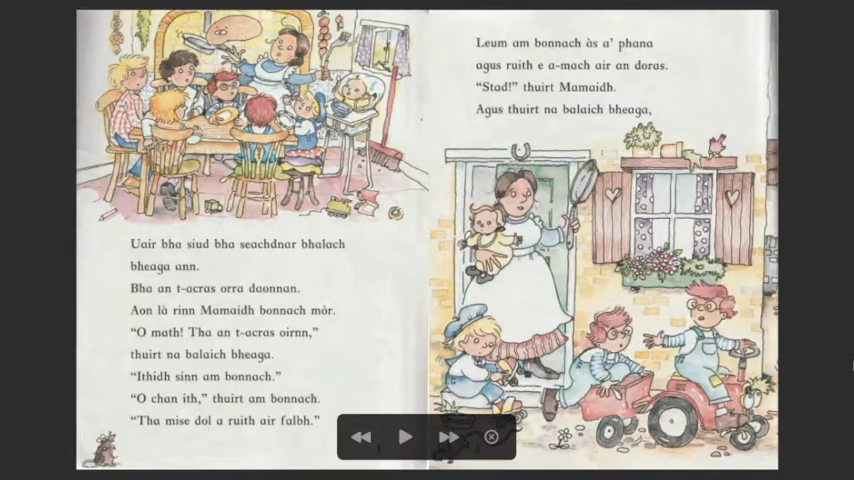 Uair bha siud bha seachdnar bhalach
bheaga ann.
Bha an t-acras orra daonnan.
Aon là rinn Mamaidh bonnach mòr.
“O math! Tha an t-acras oirnn,”
thuirt na balaich bheaga.
“Ithidh sinn am bonnach.”
“O chan ith,” thuirt am bonnach.
“Tha mise dol a ruith air falbh.”
Leum am bonnach às a’ phana
agus ruith e a-mach air an doras.
“Stad!” thuirt Mamaidh.
Agus thuirt na balaich bheaga,